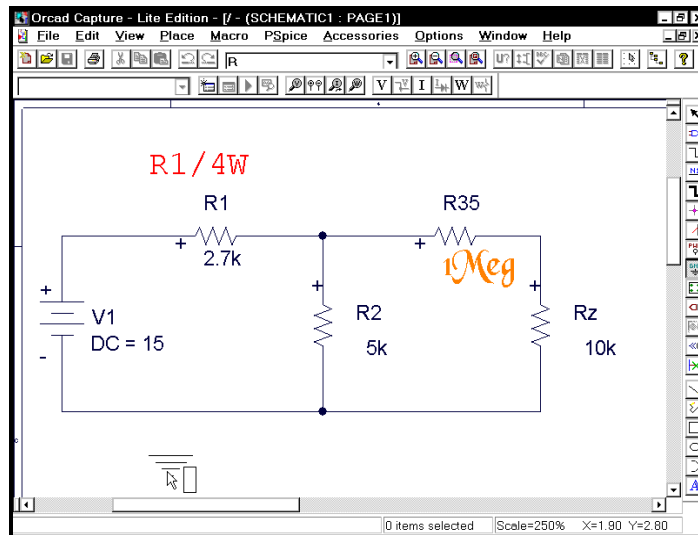 Orcad Capture - Lite Edition - [/ - (SCHEMATIC1 : PAGE1)]
File Edit View Place Macro PSpice Accessories Options Window Help
R
U?
V I W
R1/4W
R1
R35
+
+
2.7k
1Meg
+
+
+
V1
R2
Rz
DC = 15
5k
10k
-
A
0 items selected Scale=250% X=1.90 Y=2.80